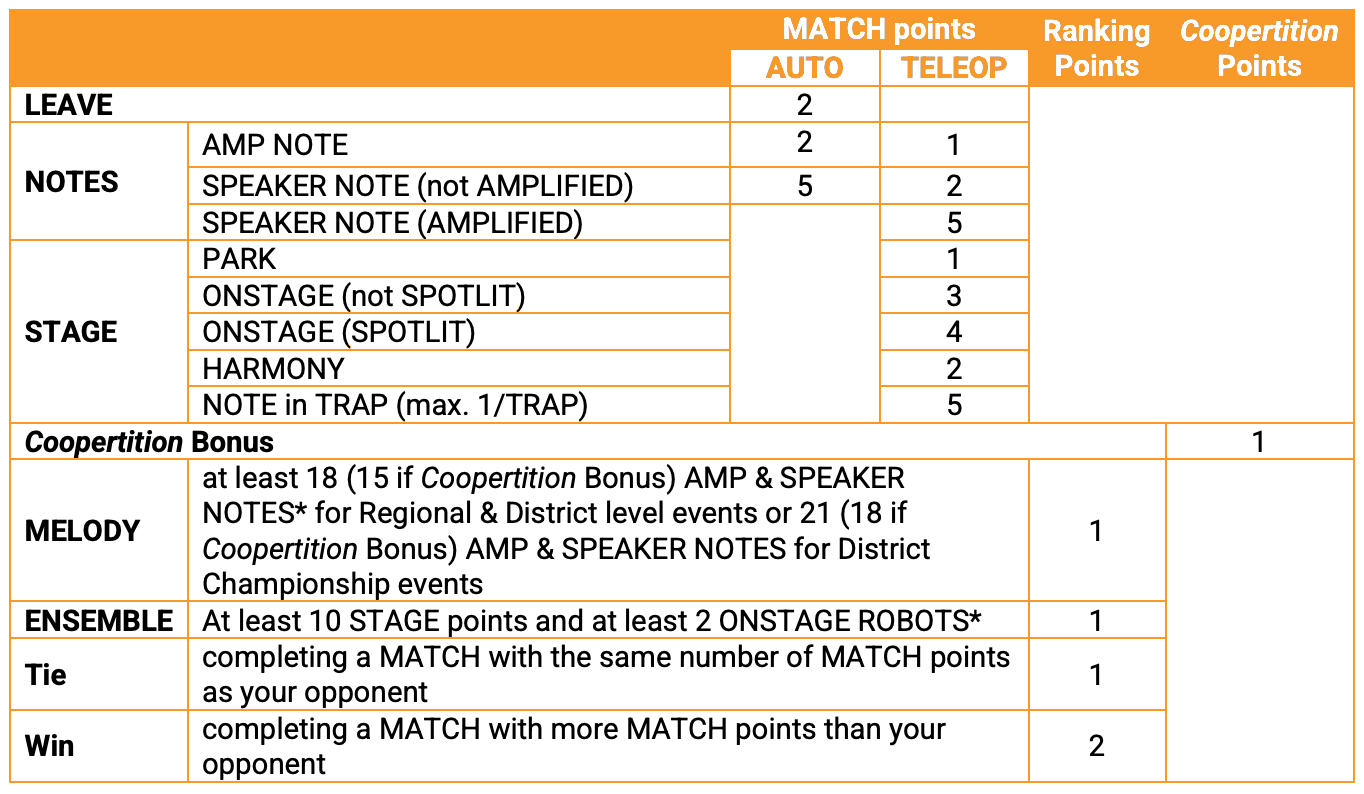 MATCH points Ranking Points Coopertition Points
AUTO TELEOP
LEAVE 2
NOTES
AMP NOTE 2 1
SPEAKER NOTE (not AMPLIFIED) 5 2
SPEAKER NOTE (AMPLIFIED) 5
STAGE
PARK 1
ONSTAGE (not SPOTLIT) 3
ONSTAGE (SPOTLIT) 4
HARMONY 2
NOTE in TRAP (max. 1/TRAP) 5
Coopertition Bonus 1
MELODY
at least 18 (15 if Coopertition Bonus) AMP & SPEAKER
NOTES* for Regional & District level events or 21 (18 if
Coopertition Bonus) AMP & SPEAKER NOTES for District
Championship events
1
ENSEMBLE At least 10 STAGE points and at least 2 ONSTAGE ROBOTS* 1
Tie
completing a MATCH with the same number of MATCH points
as your opponent
1
Win
completing a MATCH with more MATCH points than your
opponent
2